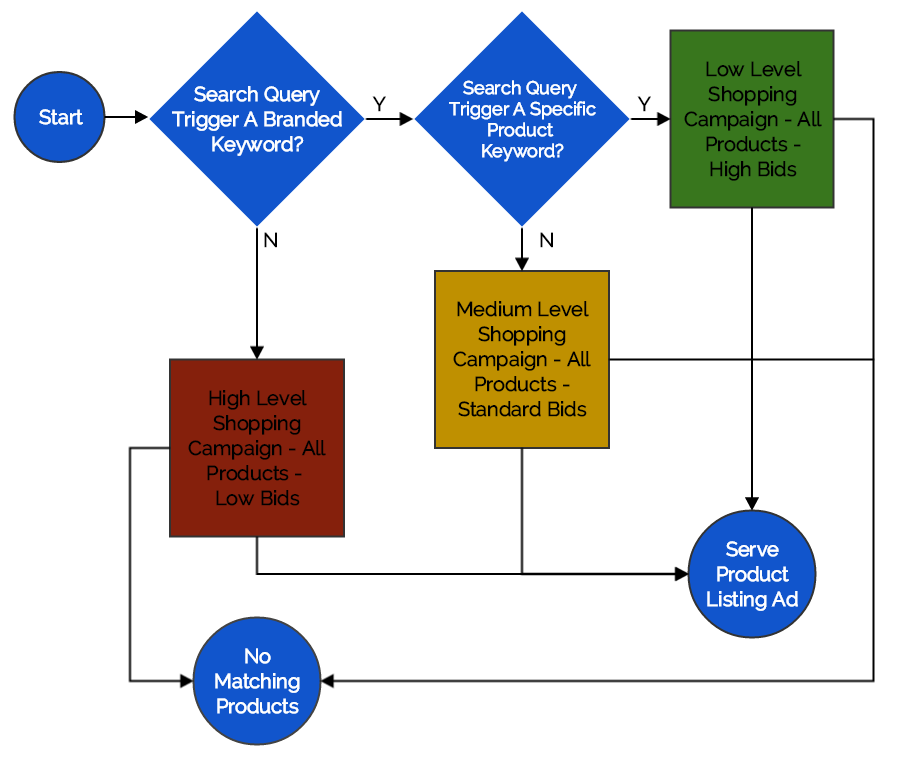 Start
Search Query
Trigger A Branded
Keyword?
Y
Search Query
Trigger A Specific
Product
Keyword?
Y
Low Level
Shopping
Campaign - All
Products -
High Bids
N
N
Medium Level
Shopping
Campaign - All
Products -
Standard Bids
High Level
Shopping
Campaign - All
Products -
Low Bids
Serve
Product
Listing Ad
No
Matching
Products